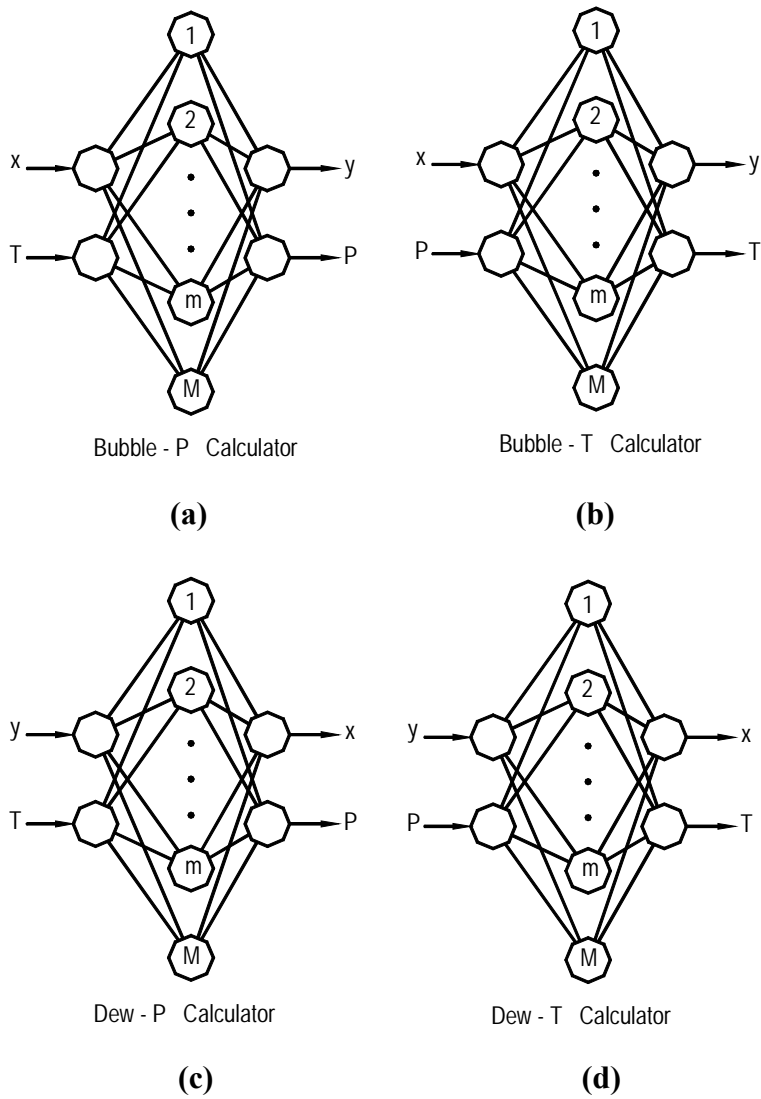 1
2
x
y
T
P
m
M
Bubble - P Calculator
(a)
1
2
x
y
P
T
m
M
Bubble - T Calculator
(b)
1
2
y
x
T
P
m
M
Dew - P Calculator
(c)
1
2
y
x
P
T
m
M
Dew - T Calculator
(d)